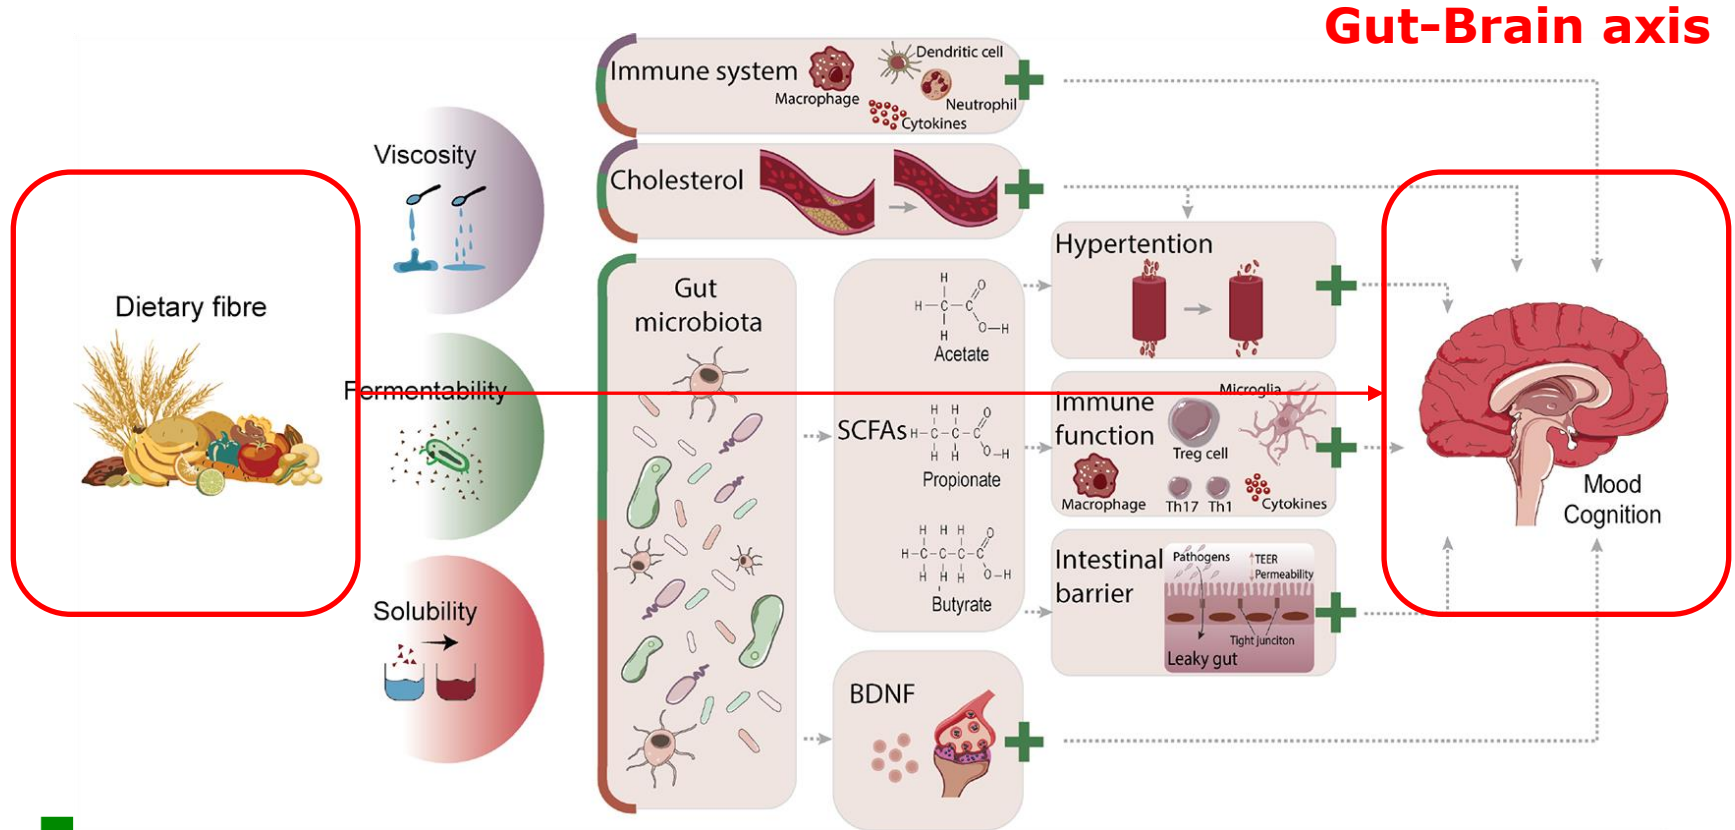 Gut-Brain axis
Dietary fibre
Viscosity
Fermentability
Solubility
Immune system
Macrophage
Dendritic cell
Neutrophil
Cytokines
Cholesterol
Gut
microbiota
SCFAs
H
H
C
C
O
O
H
H
Acetate
H
H
H
C
C
C
O
O
H
H
H
Propionate
H
H
H
H
C
C
C
C
O
O
H
H
H
H
Butyrate
BDNF
Hypertention
Immune
function
Microglia
Treg cell
Macrophage
Th17
Th1
Cytokines
Intestinal
barrier
Pathogens
↑TEER
↓Permeability
Tight junciton
Leaky gut
Mood
Cognition